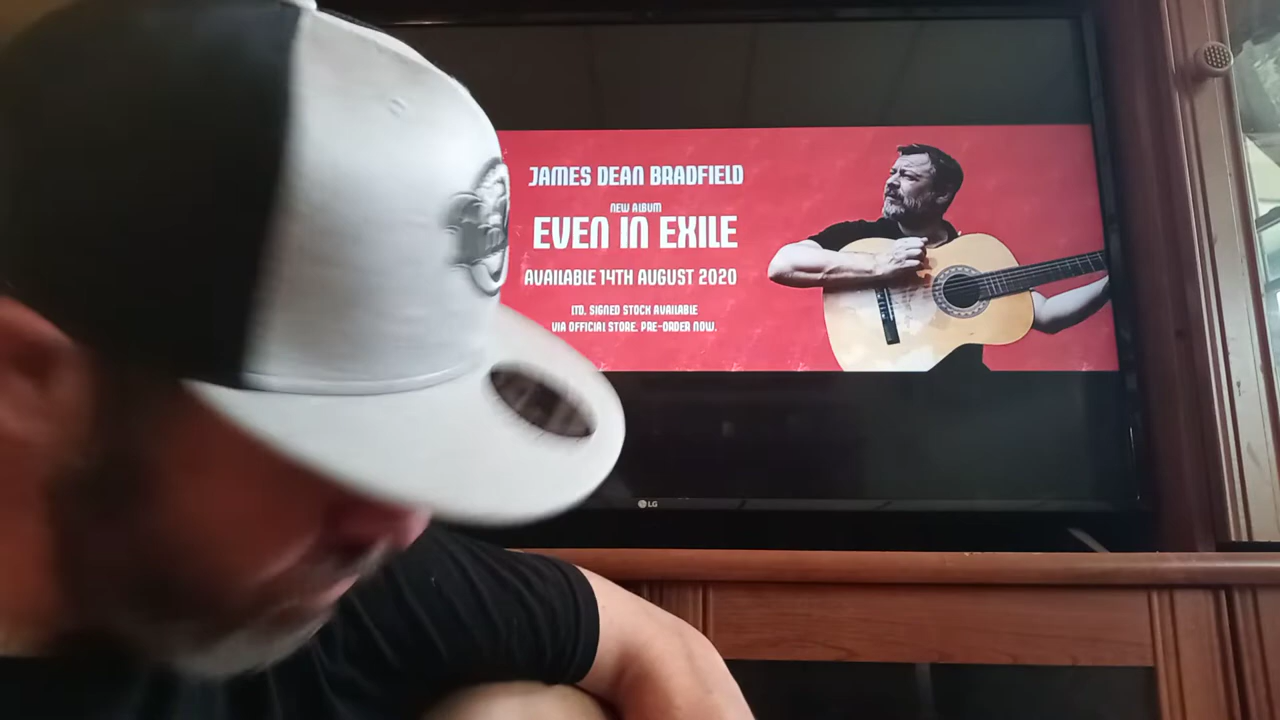 JAMES DEAN BRADFIELD
NEW ALBUM
EVEN IN EXILE
AVAILABLE 14TH AUGUST 2020
LTD. SIGNED STOCK AVAILABLE
VIA OFFICIAL STORE. PRE-ORDER NOW.
LG